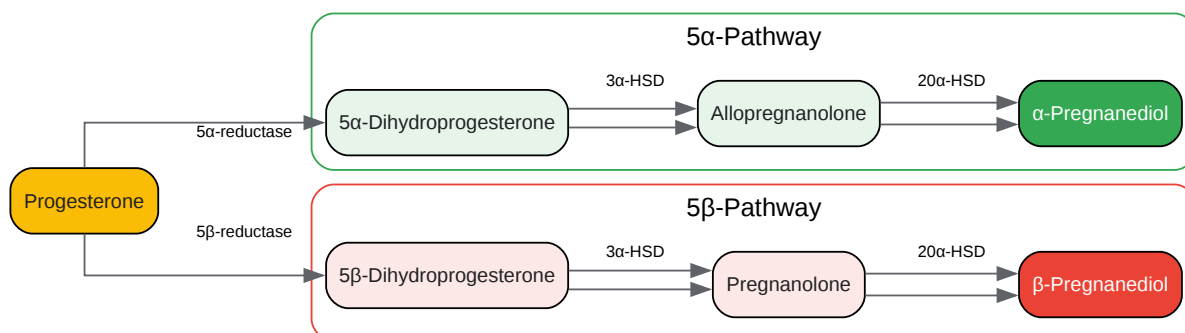 5α-Pathway
3α-HSD
20α-HSD
5α-Dihydroprogesterone
Allopregnanolone
α-Pregnanediol
5α-reductase
Progesterone
5β-Pathway
5β-reductase
3α-HSD
20α-HSD
5β-Dihydroprogesterone
Pregnanolone
β-Pregnanediol